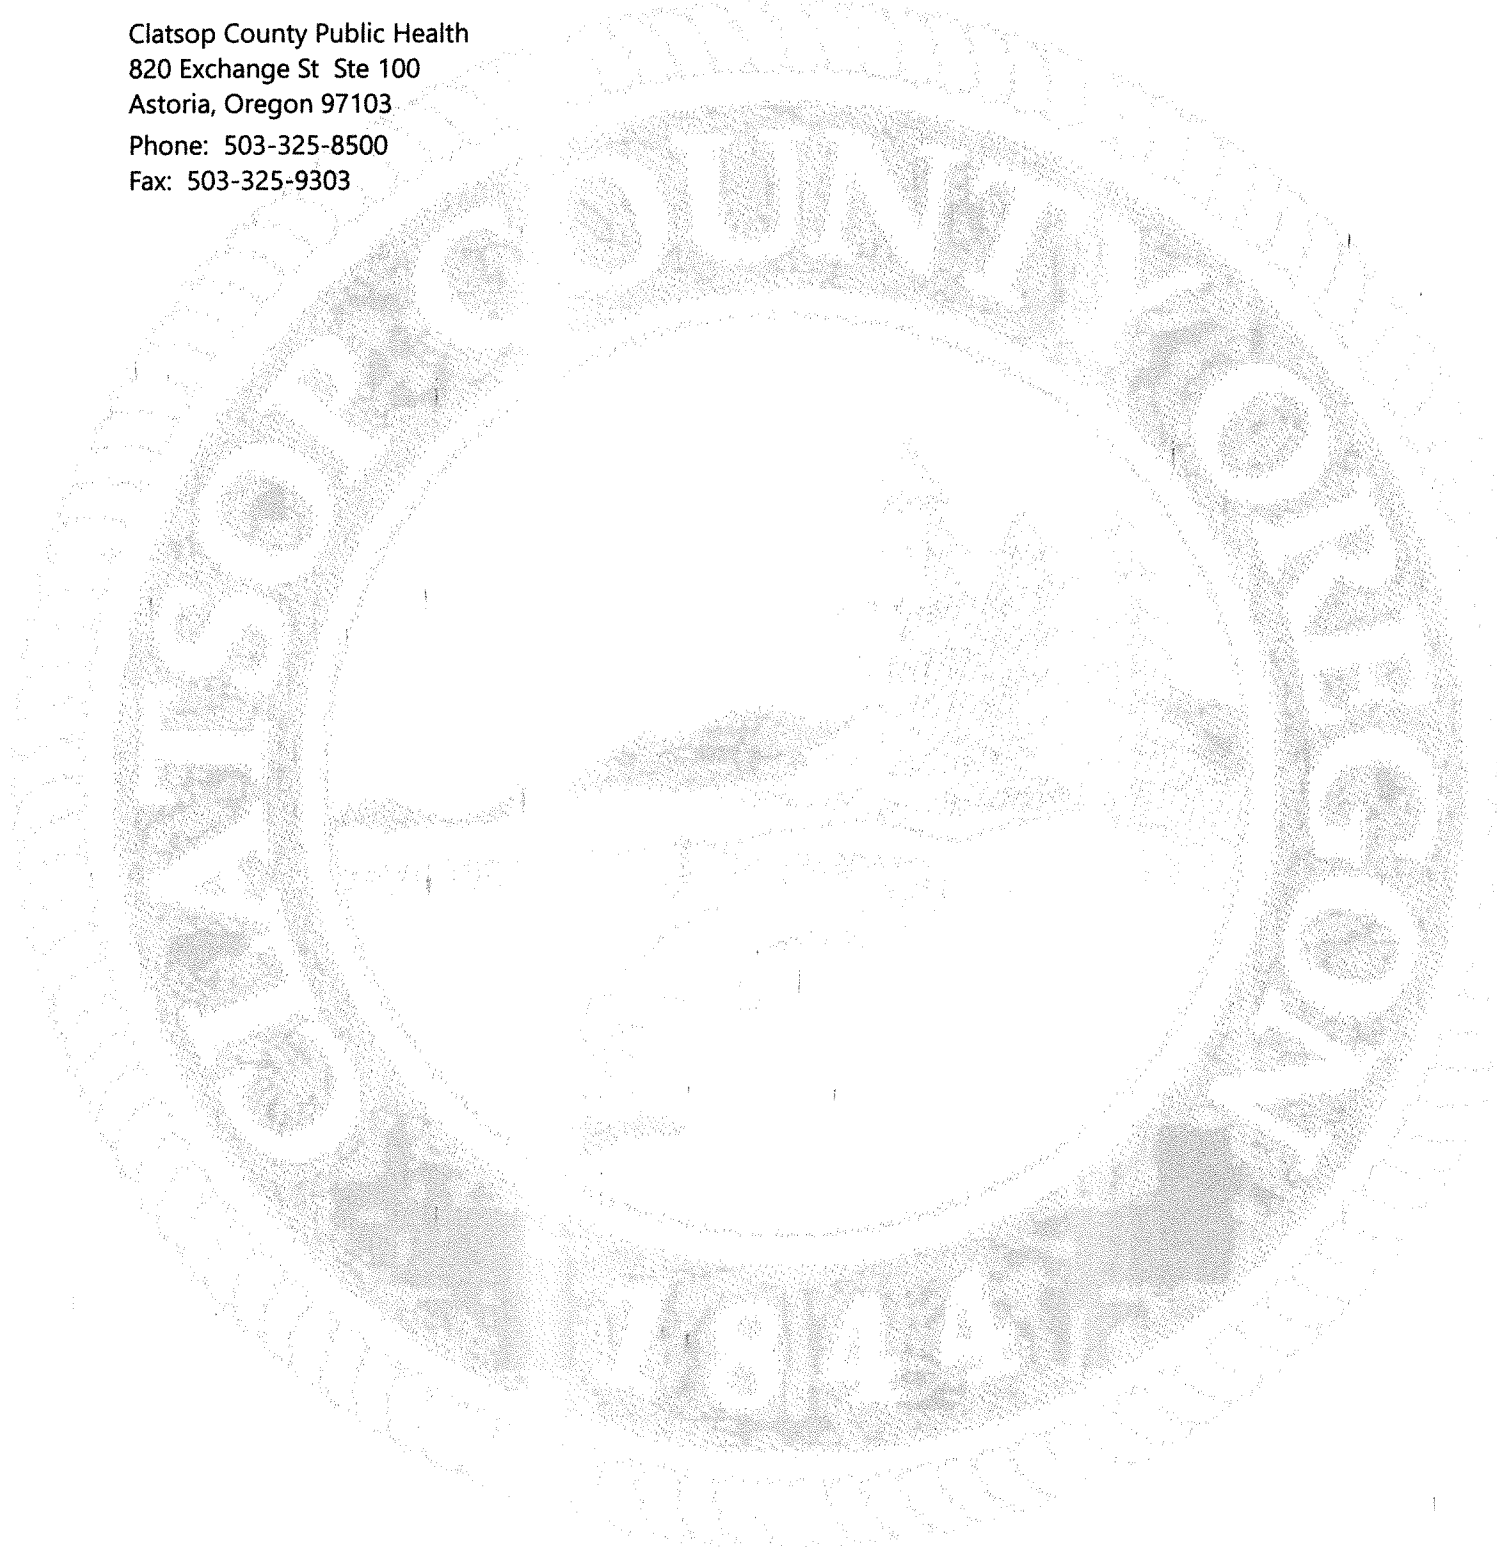 Clatsop County Public Health
820 Exchange St Ste 100
Astoria, Oregon 97103
Phone: 503-325-8500
Fax: 503-325-9303
CLATSOP COUNTY OREGON
1844